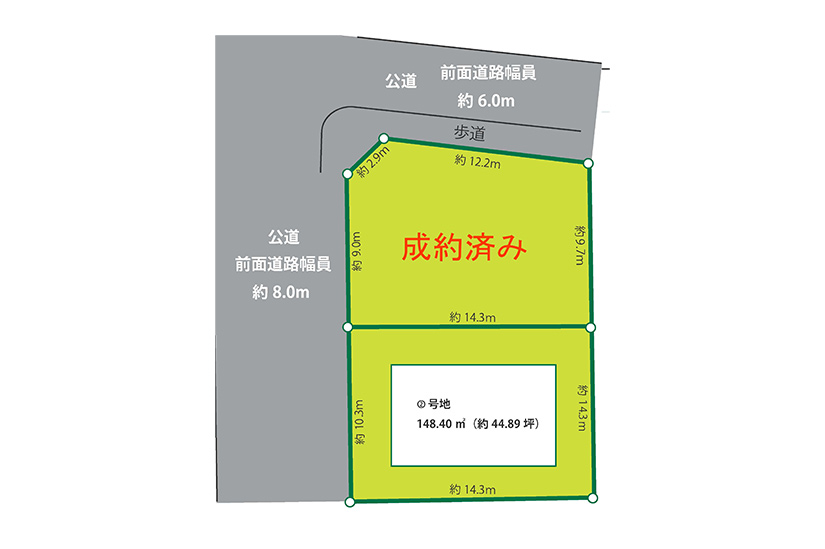 公道
前面道路幅員
約 6.0m
歩道
約 2.9m
約 12.2m
公道
前面道路幅員
約 8.0m
約 9.0m
成約済み
約 9.7m
約 14.3m
②号地
148.40 ㎡（約 44.89 坪）
約 10.3m
約 14.3m
約 14.3m